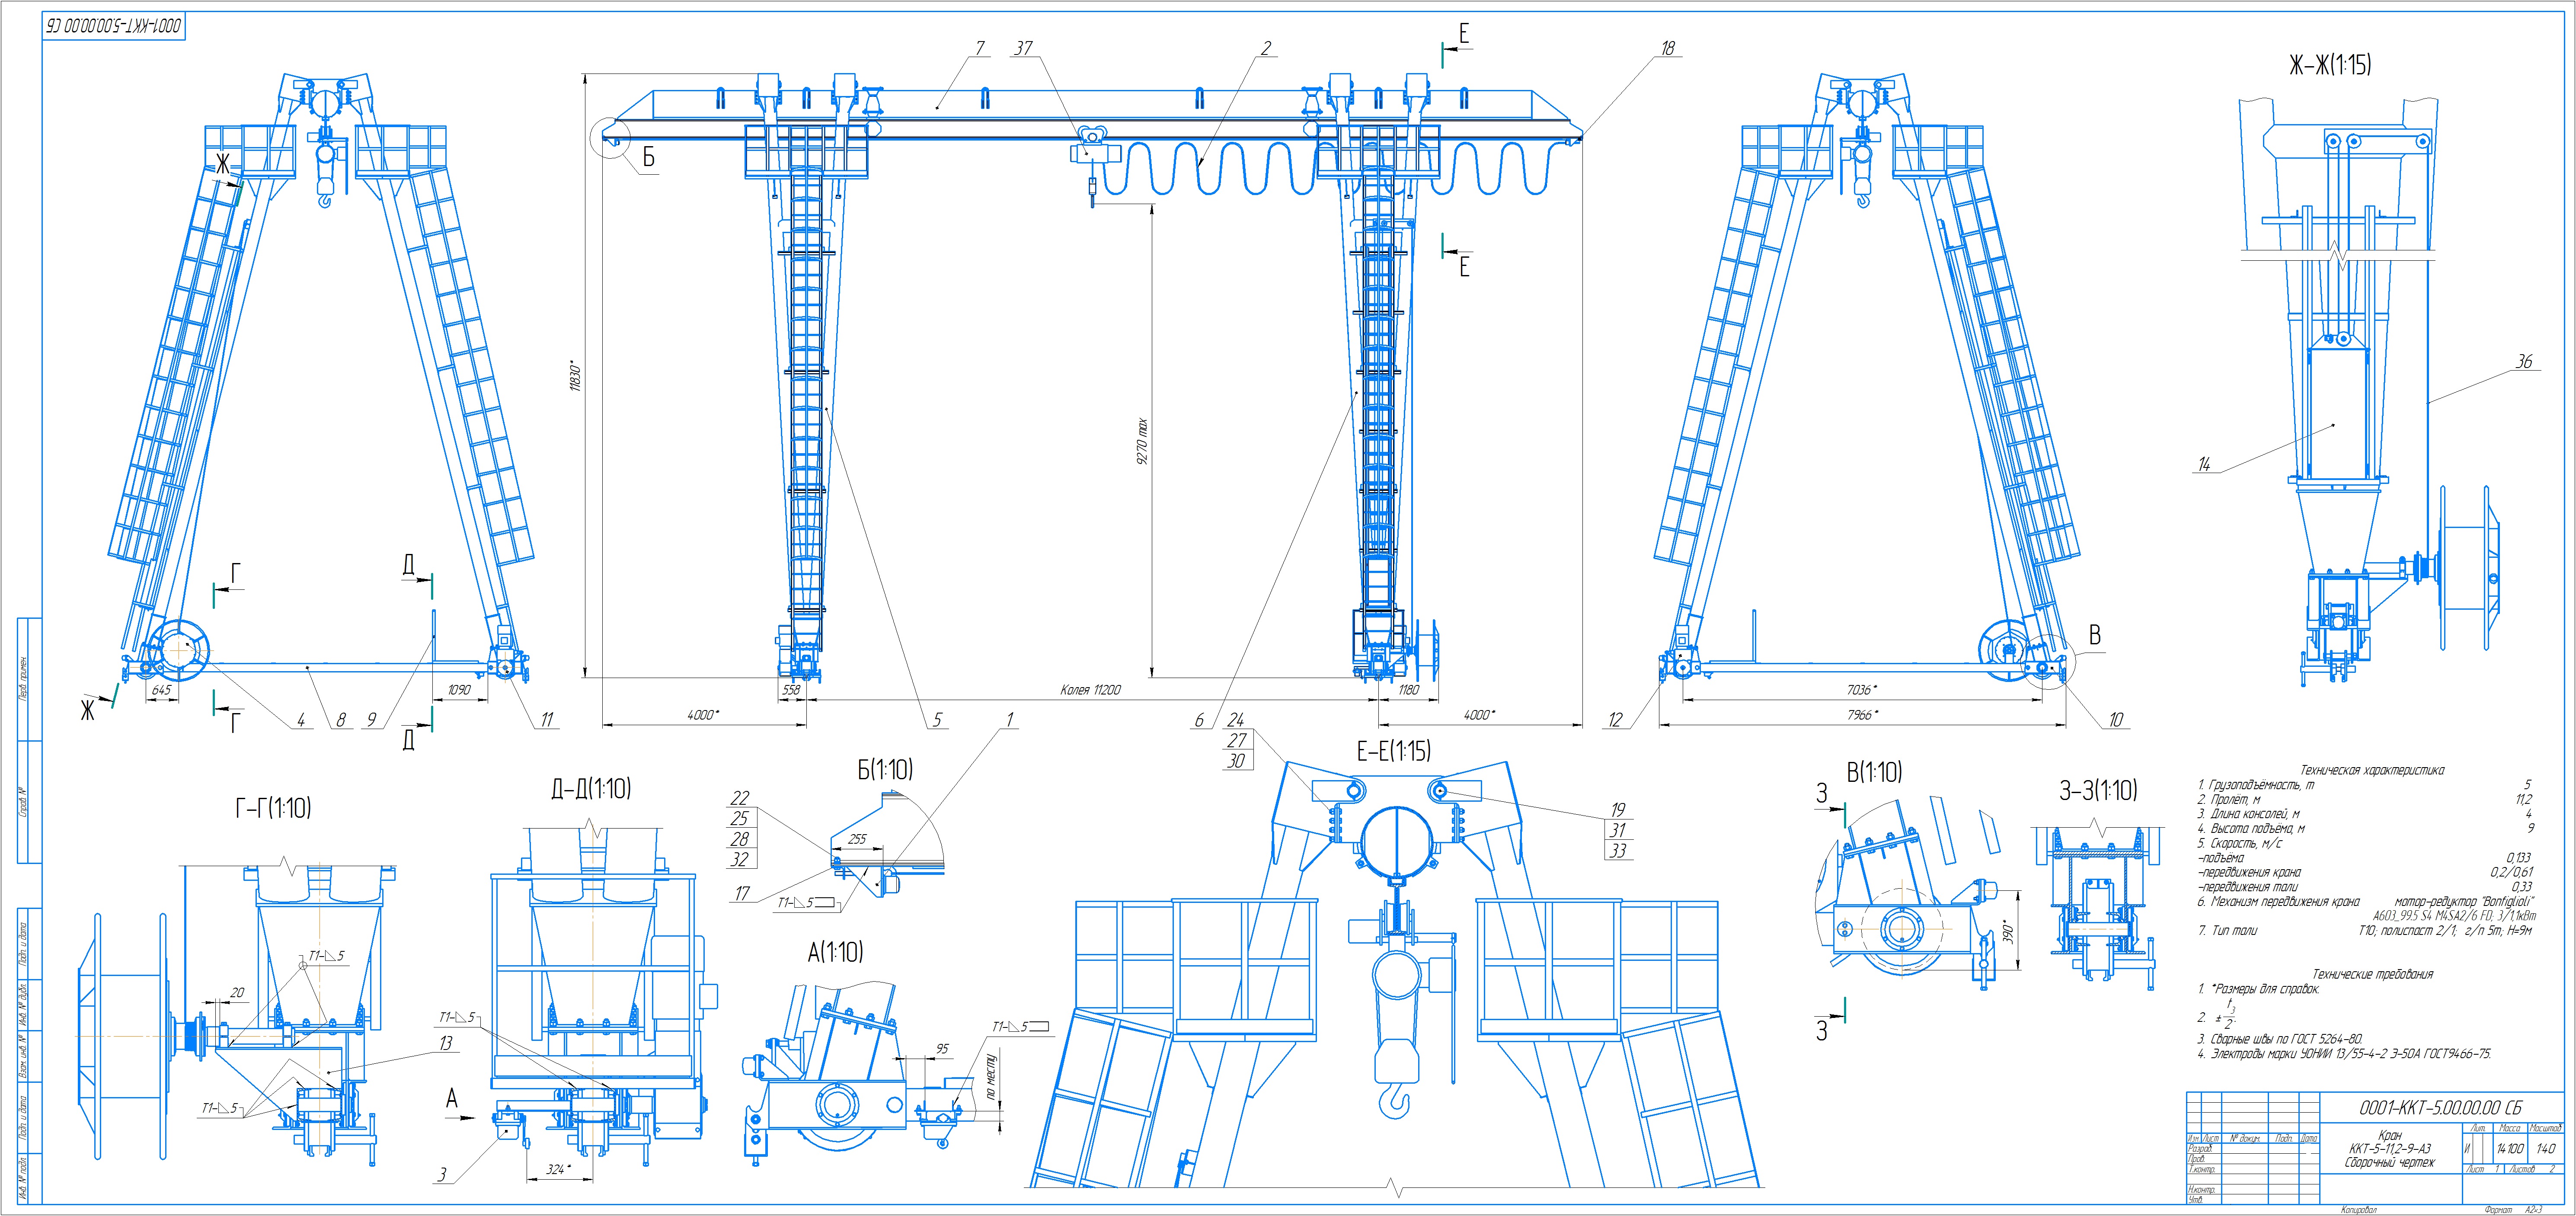 0001-ККТ-5.00.00.00 СБ
Перв. примен.
Справ. №
Подп. и дата
Инв. № дубл.
Взам. инв. №
Подп. и дата
Инв. № подл.
Ж
Ж
Г
Г
Д
Д
645
1090
4
8
9
11
7
37
2
Е
18
Б
Е
11830*
9270 max
558
Колея 11200
1180
4000*
4000*
5
1
6
7036*
7966*
12
10
В
Ж-Ж(1:15)
36
14
Г-Г(1:10)
Т1-⊿5
20
13
Т1-⊿5
Д-Д(1:10)
Т1-⊿5
А
3
324*
Б(1:10)
22
25
28
32
17
255
Т1-⊿5
А(1:10)
95
по месту
Т1-⊿5
Е-Е(1:15)
24
27
30
19
31
33
В(1:10)
З
З
390*
З-З(1:10)
Техническая характеристика
1. Грузоподъёмность, т 5
2. Пролёт, м 11,2
3. Длина консолей, м 4
4. Высота подъёма, м 9
5. Скорость, м/с
-подъёма 0,133
-передвижения крана 0,2/0,61
-передвижения тали 0,33
6. Механизм передвижения крана мотор-редуктор "Bonfiglioli"
A603_99.5 S4 M4SA2/6 FD, 3/1,1кВт
7. Тип тали Т10; полиспаст 2/1; г/п 5т; Н=9м
Технические требования
1. *Размеры для справок.
2. ± t3/2.
3. Сварные швы по ГОСТ 5264-80.
4. Электроды марки УОНИИ 13/55-4-2 Э-50А ГОСТ9466-75.
0001-ККТ-5.00.00.00 СБ
Кран
ККТ-5-11,2-9-А3
Сборочный чертеж
Лит. Масса Масштаб
И 14100 1:40
Лист 1 Листов 2
Изм. Лист № докум. Подп. Дата
Разраб.
Пров.
Т.контр.
Н.контр.
Утв.
Копировал Формат А2×3